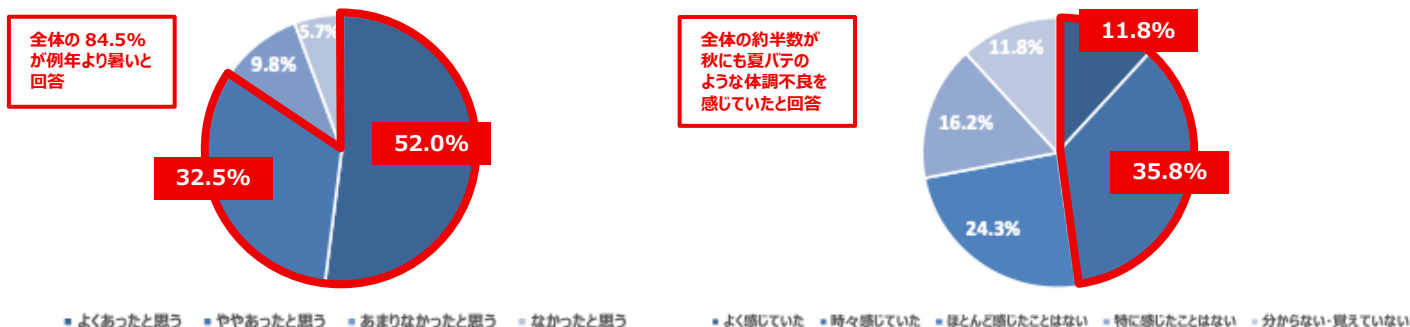 全体の 84.5%
が例年より暑いと
回答
5.7%
9.8%
32.5%
52.0%
■ よくあったと思う ■ ややあったと思う ■ あまりなかったと思う ■ なかったと思う
全体の約半数が
秋にも夏バテの
ような体調不良を
感じていたと回答
11.8%
11.8%
16.2%
35.8%
24.3%
■ よく感じていた ■ 時々感じていた ■ ほとんど感じたことはない ■ 特に感じたことはない ■ 分からない・覚えていない